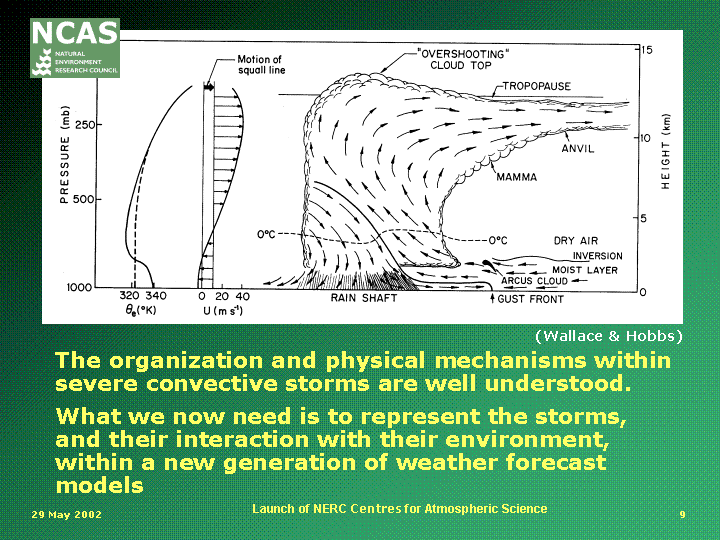 NCAS
NATURAL
ENVIRONMENT
RESEARCH COUNCIL
Motion of
squall line
"OVERSHOOTING"
CLOUD TOP
TROPOPAUSE
ANVIL
MAMMA
PRESSURE (mb)
250
500
1000
15
10
5
0
HEIGHT (km)
0°C
0°C
DRY AIR
INVERSION
MOIST LAYER
ARCUS CLOUD
320 340
θe(°K)
0 20 40
U (m s⁻¹)
RAIN SHAFT
GUST FRONT
(Wallace & Hobbs)
The organization and physical mechanisms within
severe convective storms are well understood.
What we now need is to represent the storms,
and their interaction with their environment,
within a new generation of weather forecast
models
29 May 2002
Launch of NERC Centres for Atmospheric Science
9